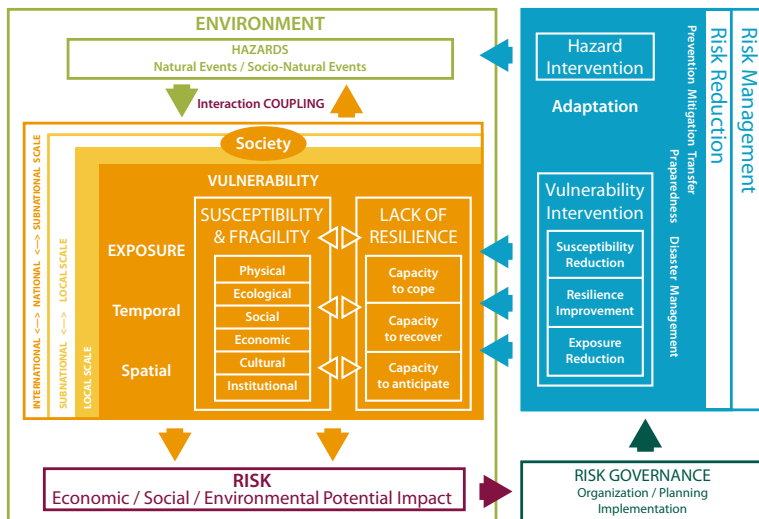 ENVIRONMENT
HAZARDS
Natural Events / Socio-Natural Events
Interaction COUPLING
Society
INTERNATIONAL <—> NATIONAL <—> SUBNATIONAL SCALE
SUBNATIONAL <—> LOCAL SCALE
LOCAL SCALE
VULNERABILITY
EXPOSURE
Temporal
Spatial
SUSCEPTIBILITY
& FRAGILITY
Physical
Ecological
Social
Economic
Cultural
Institutional
LACK OF
RESILIENCE
Capacity
to cope
Capacity
to recover
Capacity
to anticipate
RISK
Economic / Social / Environmental Potential Impact
Hazard
Intervention
Adaptation
Vulnerability
Intervention
Susceptibility
Reduction
Resilience
Improvement
Exposure
Reduction
Prevention Mitigation Transfer
Praparedness Disaster Management
Risk Reduction
Risk Management
RISK GOVERNANCE
Organization / Planning
Implementation